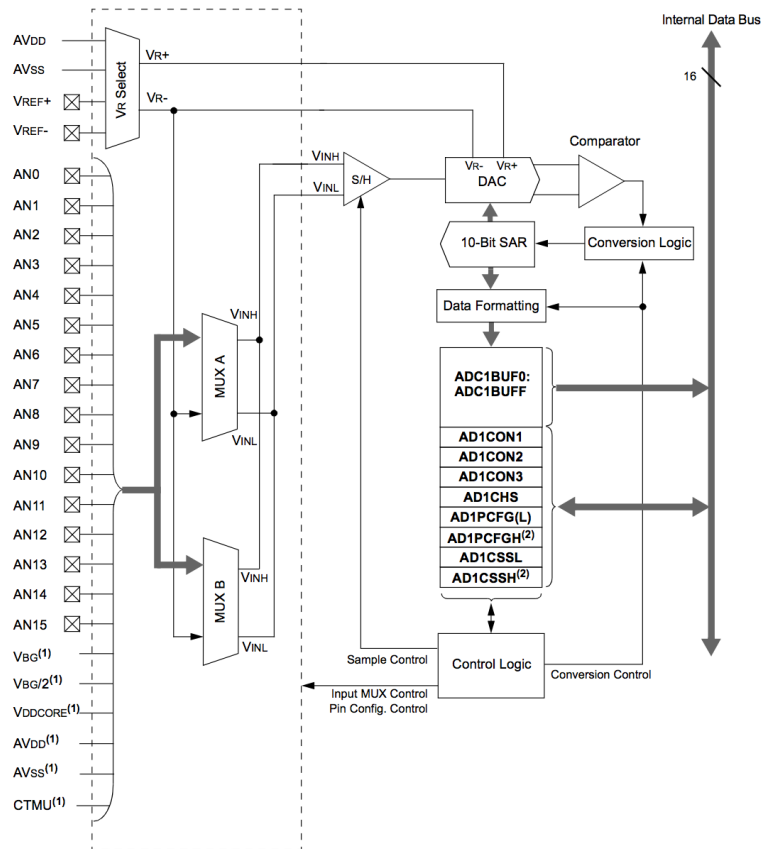 Internal Data Bus
16
AVDD
AVSS
VREF+
VREF-
VR Select
VR+
VR-
AN0
AN1
AN2
AN3
AN4
AN5
AN6
AN7
AN8
AN9
AN10
AN11
AN12
AN13
AN14
AN15
VBG(1)
VBG/2(1)
VDDCORE(1)
AVDD(1)
AVSS(1)
CTMU(1)
MUX A
VINH
VINL
MUX B
VINH
VINL
VINH
VINL
S/H
VR- VR+
DAC
Comparator
10-Bit SAR
Conversion Logic
Data Formatting
ADC1BUF0:
ADC1BUFF
AD1CON1
AD1CON2
AD1CON3
AD1CHS
AD1PCFG(L)
AD1PCFGH(2)
AD1CSSL
AD1CSSH(2)
Sample Control
Control Logic
Conversion Control
Input MUX Control
Pin Config. Control